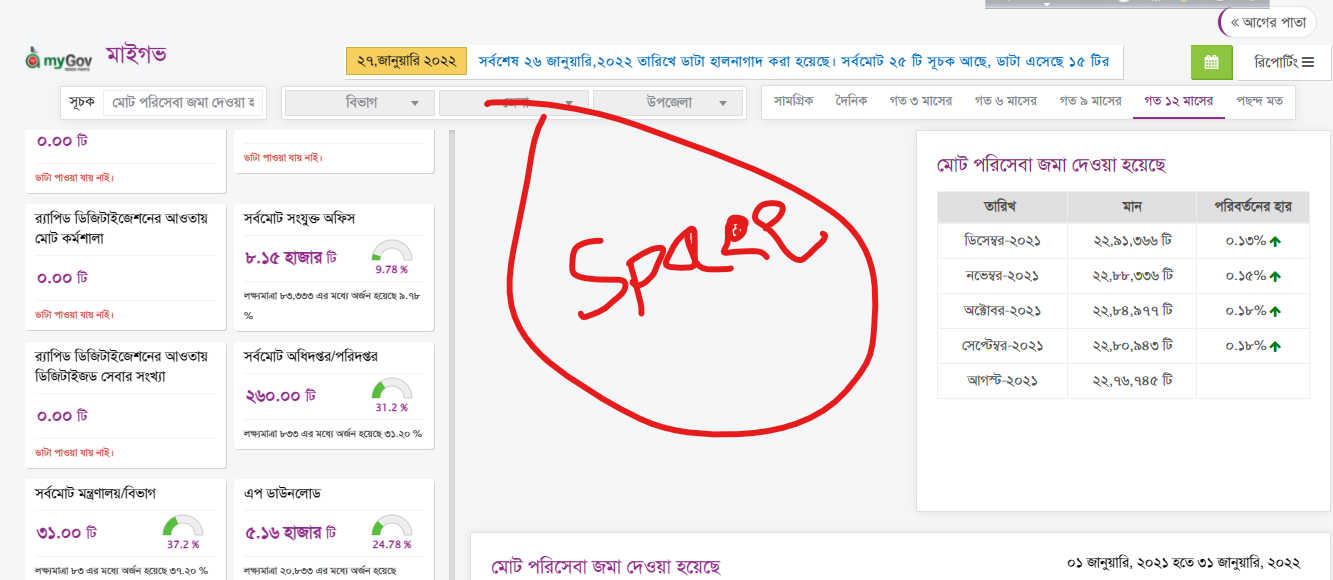 « আগের পাতা
myGov মাইগভ
২৭,জানুয়ারি ২০২২
সর্বশেষ ২৬ জানুয়ারি,২০২২ তারিখে ডাটা হালনাগাদ করা হয়েছে। সর্বমোট ২৫ টি সূচক আছে, ডাটা এসেছে ১৫ টির
রিপোর্টিং
সূচক
মোট পরিসেবা জমা দেওয়া হ
বিভাগ
উপজেলা
সামগ্রিক
দৈনিক
গত ৩ মাসের
গত ৬ মাসের
গত ৯ মাসের
গত ১২ মাসের
পছন্দ মত
০.০০ টি
ডাটা পাওয়া যায় নাই।
ডাটা পাওয়া যায় নাই।
র‍্যাপিড ডিজিটাইজেশনের আওতায়
মোট কর্মশালা
০.০০ টি
ডাটা পাওয়া যায় নাই।
সর্বমোট সংযুক্ত অফিস
৮.১৫ হাজার টি
9.78 %
লক্ষ্যমাত্রা ৮৩,৩৩৩ এর মধ্যে অর্জন হয়েছে ৯.৭৮
%
র‍্যাপিড ডিজিটাইজেশনের আওতায়
ডিজিটাইজড সেবার সংখ্যা
০.০০ টি
ডাটা পাওয়া যায় নাই।
সর্বমোট অধিদপ্তর/পরিদপ্তর
২৬০.০০ টি
31.2 %
লক্ষ্যমাত্রা ৮৩৩ এর মধ্যে অর্জন হয়েছে ৩১.২০ %
সর্বমোট মন্ত্রণালয়/বিভাগ
৩১.০০ টি
37.2 %
লক্ষ্যমাত্রা ৮৩ এর মধ্যে অর্জন হয়েছে ৩৭.২০ %
এপ ডাউনলোড
৫.১৬ হাজার টি
24.78 %
লক্ষ্যমাত্রা ২০,৮৩৩ এর মধ্যে অর্জন হয়েছে
Space
মোট পরিসেবা জমা দেওয়া হয়েছে
তারিখ মান পরিবর্তনের হার
ডিসেম্বর-২০২১ ২২,৯১,৩৬৬ টি ০.১৩%
নভেম্বর-২০২১ ২২,৮৮,৩৩৬ টি ০.১৫%
অক্টোবর-২০২১ ২২,৮৪,৯৭৭ টি ০.১৮%
সেপ্টেম্বর-২০২১ ২২,৮০,৯৪৩ টি ০.১৮%
আগস্ট-২০২১ ২২,৭৬,৭৪৫ টি
মোট পরিসেবা জমা দেওয়া হয়েছে
০১ জানুয়ারি, ২০২১ হতে ৩১ জানুয়ারি, ২০২২